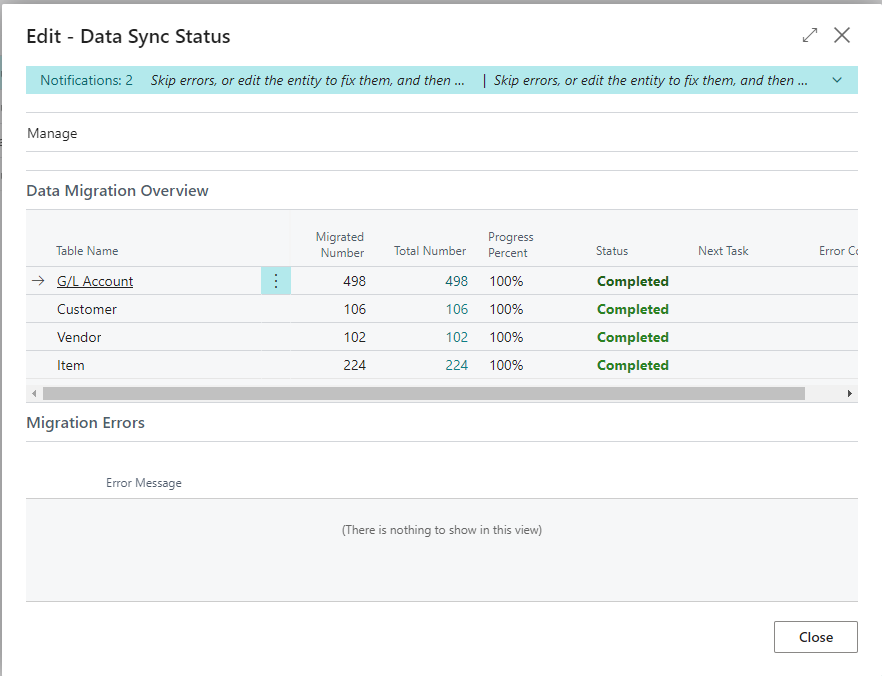 Edit - Data Sync Status
Notifications: 2 Skip errors, or edit the entity to fix them, and then ... | Skip errors, or edit the entity to fix them, and then ...
Manage
Data Migration Overview
Table Name Migrated Number Total Number Progress Percent Status Next Task Error Co
G/L Account 498 498 100% Completed
Customer 106 106 100% Completed
Vendor 102 102 100% Completed
Item 224 224 100% Completed
Migration Errors
Error Message
(There is nothing to show in this view)
Close